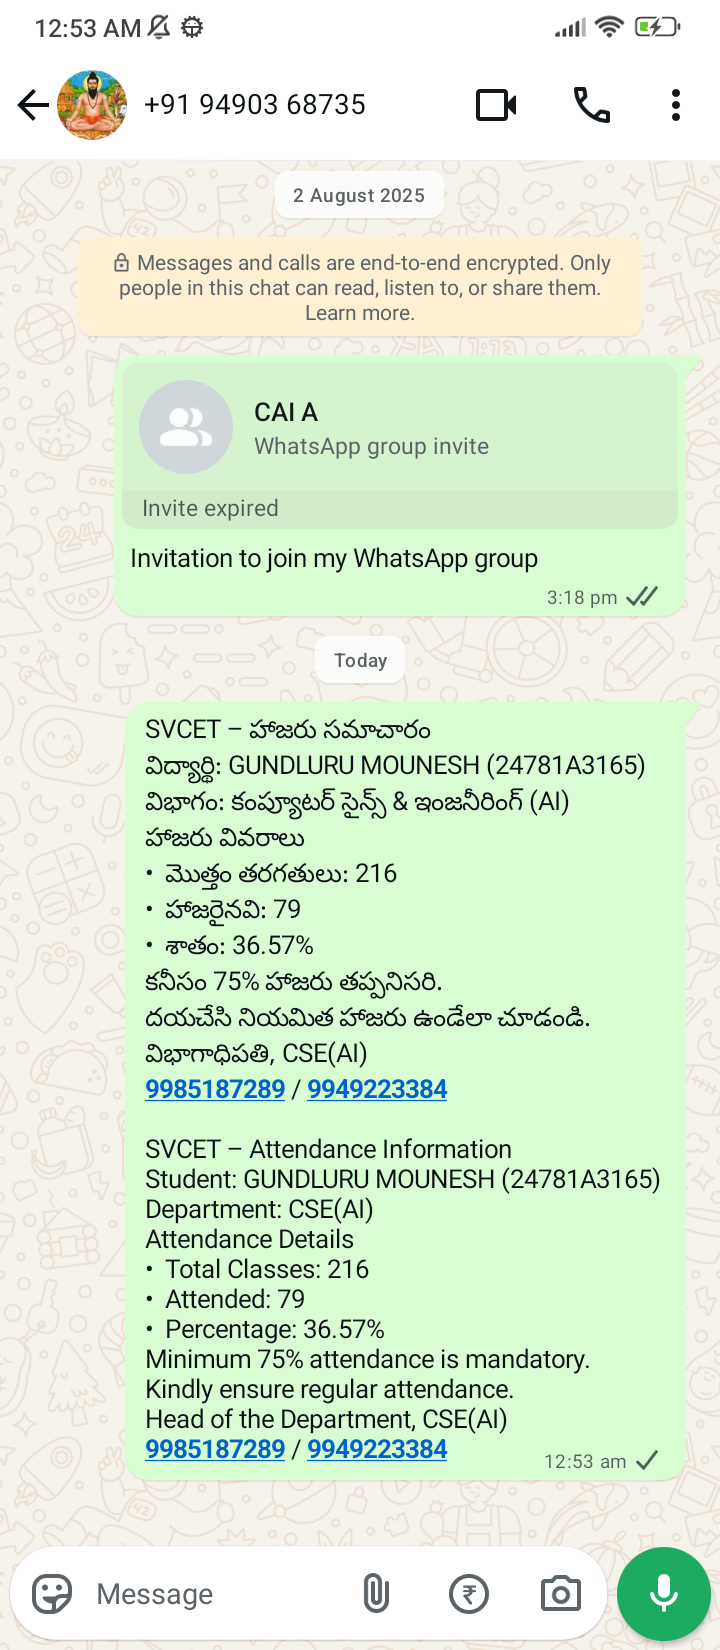 12:53 AM
+91 94903 68735
2 August 2025
Messages and calls are end-to-end encrypted. Only
people in this chat can read, listen to, or share them.
Learn more.
CAI A
WhatsApp group invite
Invite expired
Invitation to join my WhatsApp group
3:18 pm
Today
SVCET – హాజరు సమాచారం
విద్యార్థి: GUNDLURU MOUNESH (24781A3165)
విభాగం: కంప్యూటర్ సైన్స్ & ఇంజనీరింగ్ (AI)
హాజరు వివరాలు
• మొత్తం తరగతులు: 216
• హాజరైనవి: 79
• శాతం: 36.57%
కనీసం 75% హాజరు తప్పనిసరి.
దయచేసి నియమిత హాజరు ఉండేలా చూడండి.
విభాగాధిపతి, CSE(AI)
9985187289 / 9949223384
SVCET – Attendance Information
Student: GUNDLURU MOUNESH (24781A3165)
Department: CSE(AI)
Attendance Details
• Total Classes: 216
• Attended: 79
• Percentage: 36.57%
Minimum 75% attendance is mandatory.
Kindly ensure regular attendance.
Head of the Department, CSE(AI)
9985187289 / 9949223384
12:53 am
Message